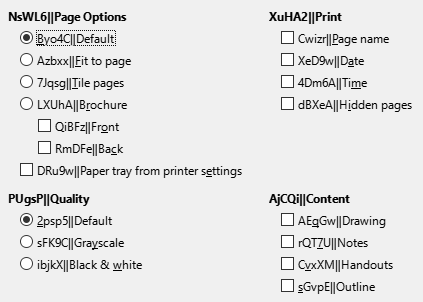 NsWL6||Page Options
Byo4C||Default
Azbxx||Fit to page
7Jqsg||Tile pages
LXUhA||Brochure
QiBFz||Front
RmDFe||Back
DRu9w||Paper tray from printer settings
XuHA2||Print
Cwizr||Page name
XeD9w||Date
4Dm6A||Time
dBXeA||Hidden pages
PUgsP||Quality
2psp5||Default
sFK9C||Grayscale
ibjkX||Black & white
AjCQi||Content
AEqGw||Drawing
rQT7U||Notes
CvxXM||Handouts
sGvpE||Outline